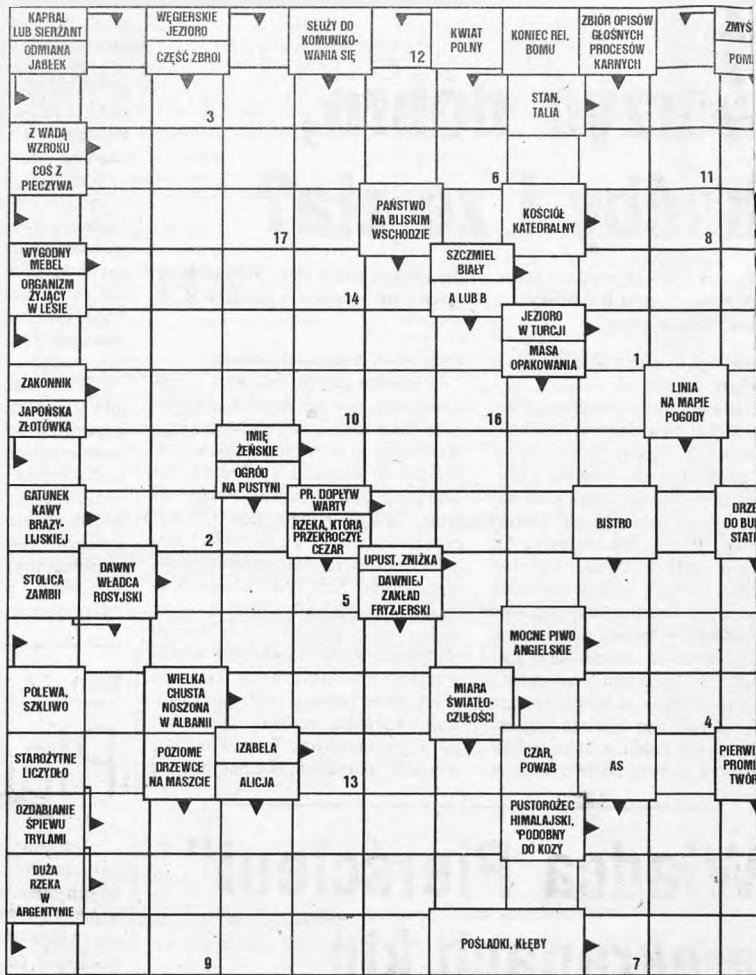 KAPRAL
LUB SIERŻANT
ODMIANA
JABŁEK
WĘGIERSKIE
JEZIORO
CZĘŚĆ ZBROI
SŁUŻY DO
KOMUNIKO-
WANIA SIĘ
12
KWIAT
POLNY
KONIEC REI,
BOMU
ZBIÓR OPISÓW
GŁOŚNYCH
PROCESÓW
KARNYCH
ZMYS
POMI
3
STAN,
TALIA
Z WADĄ
WZROKU
COŚ Z
PIECZYWA
6
11
PAŃSTWO
NA BLISKIM
WSCHODZIE
KOŚCIÓŁ
KATEDRALNY
17
8
WYGODNY
MEBEL
ORGANIZM
ŻYJĄCY
W LESIE
SZCZMIEL
BIAŁY
Ą LUB B
14
JEZIORO
W TURCJI
MASA
OPAKOWANIA
1
ZAKONNIK
JAPOŃSKA
ZŁOTÓWKA
LINIA
NA MAPIE
POGODY
10
16
IMIĘ
ŻEŃSKIE
OGRÓD
NA PUSTYNI
GATUNEK
KAWY
BRAZY-
LIJSKIEJ
PR. DOPŁYW
WARTY
RZEKA, KTÓRĄ
PRZEKROCZYŁ
CEZAR
BISTRO
DRZE
DO BU
STAT
2
STOLICA
ZAMBII
DAWNY
WŁADCA
ROSYJSKI
UPUST, ZNIŻKA
DAWNIEJ
ZAKŁAD
FRYZJERSKI
5
MOCNE PIWO
ANGIELSKIE
POLEWA,
SZKLIWO
WIELKA
CHUSTA
NOSZONA
W ALBANII
MIARA
ŚWIATŁO-
CZUŁOŚCI
4
STAROŻYTNE
LICZYDŁO
POZIOME
DRZEWCE
NA MASZCIE
IZABELA
ALICJA
13
CZAR,
POWAB
AS
PIERWI
PROMI
TWÓR
OZDABIANIE
ŚPIEWU
TRYLAMI
PUSTOROŻEC
HIMALAJSKI,
PODOBNY
DO KOZY
DUŻA
RZEKA
W
ARGENTYNIE
9
POŚLADKI, KŁĘBY
7